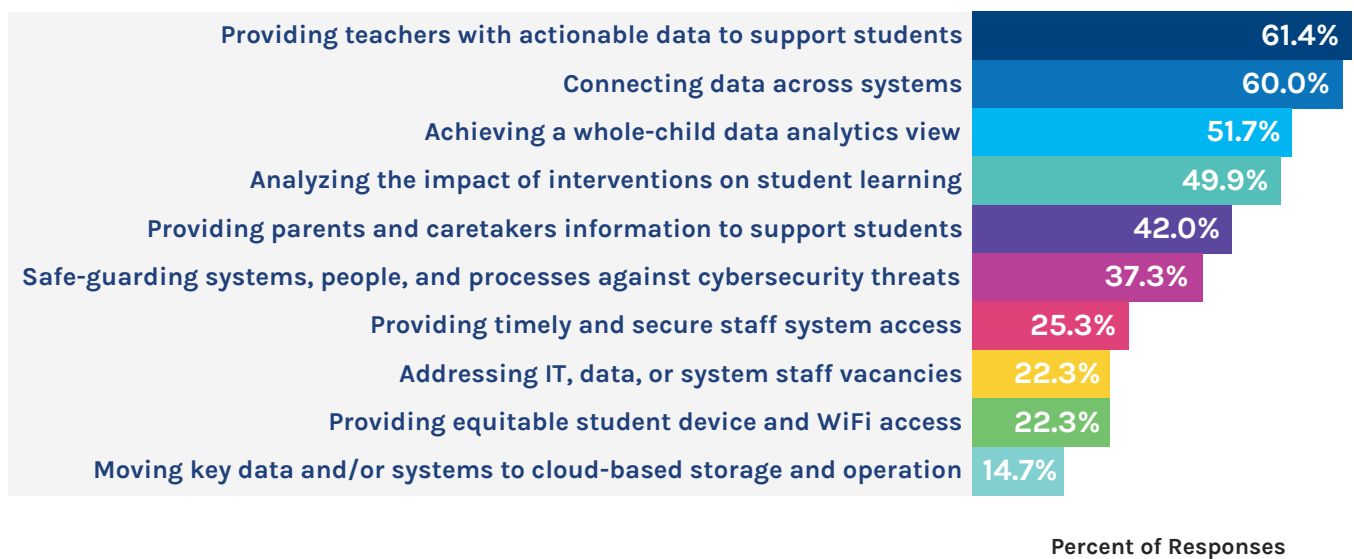 Providing teachers with actionable data to support students 61.4%
Connecting data across systems 60.0%
Achieving a whole-child data analytics view 51.7%
Analyzing the impact of interventions on student learning 49.9%
Providing parents and caretakers information to support students 42.0%
Safe-guarding systems, people, and processes against cybersecurity threats 37.3%
Providing timely and secure staff system access 25.3%
Addressing IT, data, or system staff vacancies 22.3%
Providing equitable student device and WiFi access 22.3%
Moving key data and/or systems to cloud-based storage and operation 14.7%
Percent of Responses